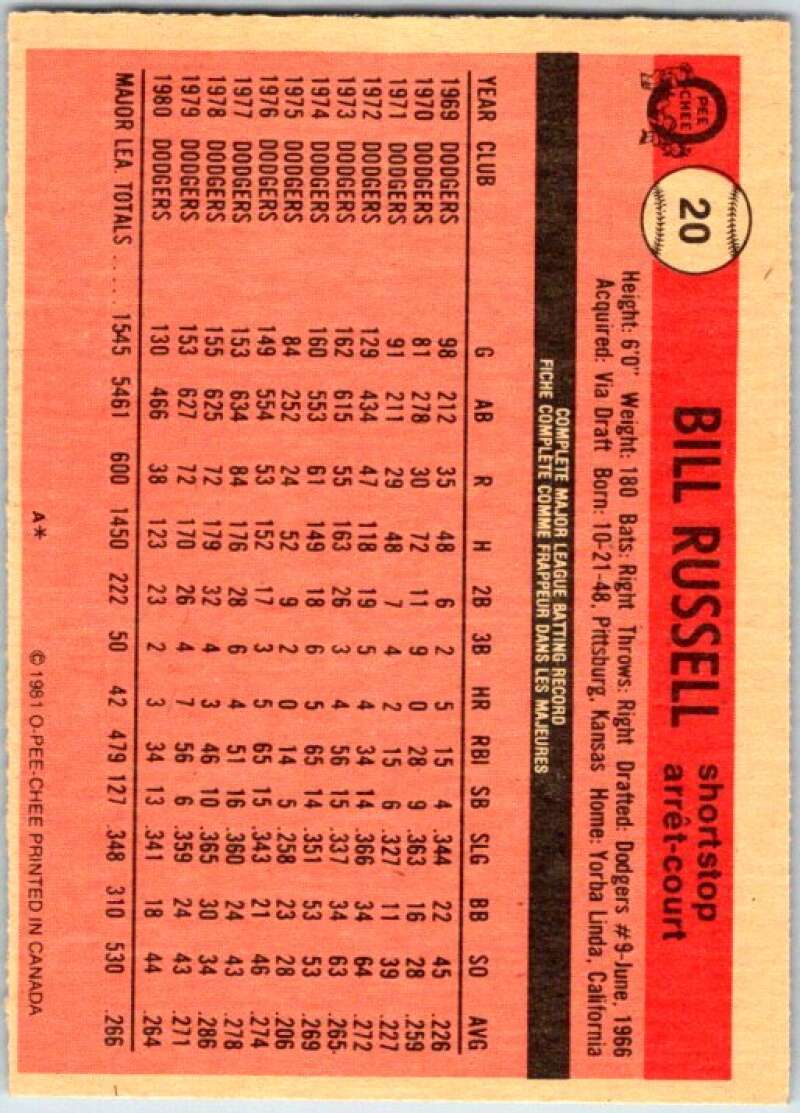 PEE
CHEE
20
BILL RUSSELL
shortstop
arrêt-court
Height: 6'0" Weight: 180 Bats: Right Throws: Right Drafted: Dodgers #9-June, 1966
Acquired: Via Draft Born: 10-21-48, Pittsburg, Kansas Home: Yorba Linda, California
COMPLETE MAJOR LEAGUE BATTING RECORD
FICHE COMPLÈTE COMME FRAPPEUR DANS LES MAJEURES
YEAR CLUB G AB R H 2B 3B HR RBI SB SLG BB SO AVG
1969 DODGERS 98 212 35 48 6 2 5 15 4 .344 22 45 .226
1970 DODGERS 81 278 30 72 11 9 0 28 9 .363 16 28 .259
1971 DODGERS 91 211 29 48 7 4 2 15 6 .327 11 39 .227
1972 DODGERS 129 434 47 118 19 5 4 34 14 .366 34 64 .272
1973 DODGERS 162 615 55 163 26 3 4 56 15 .337 34 63 .265
1974 DODGERS 160 553 61 149 18 6 5 65 14 .351 53 53 .269
1975 DODGERS 84 252 24 52 9 2 0 14 5 .258 23 28 .206
1976 DODGERS 149 554 53 152 17 3 5 65 15 .343 21 46 .274
1977 DODGERS 153 634 84 176 28 6 4 51 16 .360 24 43 .278
1978 DODGERS 155 625 72 179 32 4 3 46 10 .365 30 34 .286
1979 DODGERS 153 627 72 170 26 4 7 56 6 .359 24 43 .271
1980 DODGERS 130 466 38 123 23 2 3 34 13 .341 18 44 .264
MAJOR LEA. TOTALS ..... 1545 5461 600 1450 222 50 42 479 127 .348 310 530 .266
A* © 1981 O-PEE-CHEE PRINTED IN CANADA